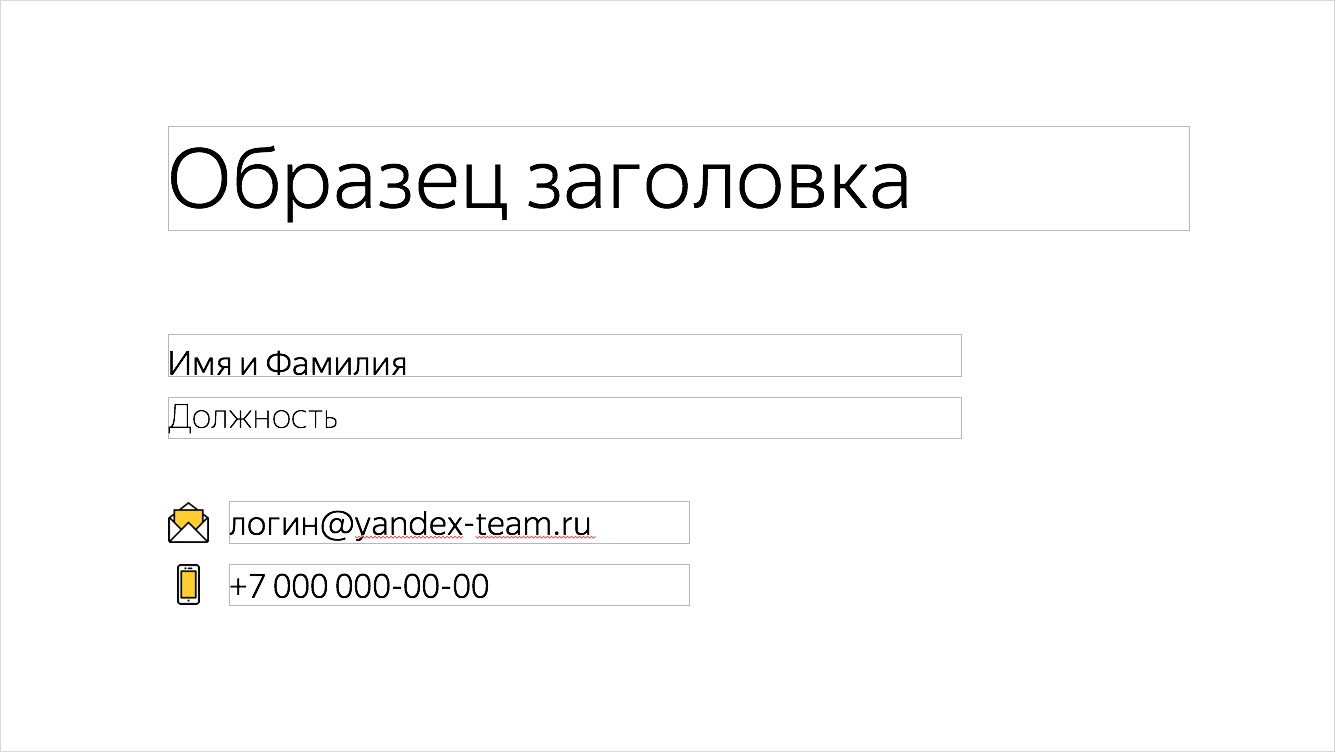 Образец заголовка
Имя и Фамилия
Должность
логин@yandex-team.ru
+7 000 000-00-00